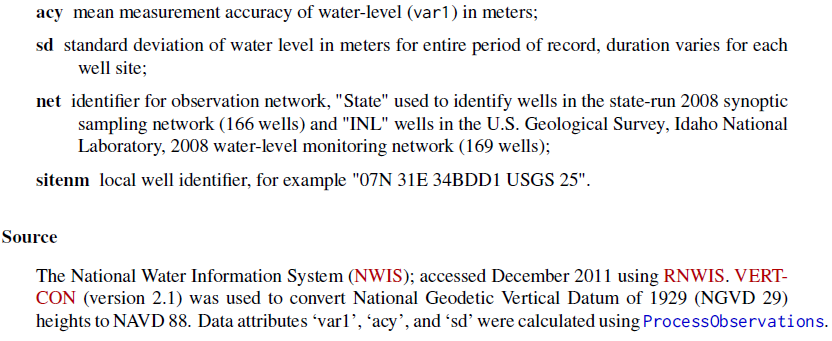 acy mean measurement accuracy of water-level (var1) in meters;
sd standard deviation of water level in meters for entire period of record, duration varies for each
well site;
net identifier for observation network, "State" used to identify wells in the state-run 2008 synoptic
sampling network (166 wells) and "INL" wells in the U.S. Geological Survey, Idaho National
Laboratory, 2008 water-level monitoring network (169 wells);
sitenm local well identifier, for example "07N 31E 34BDD1 USGS 25".
Source
The National Water Information System (NWIS); accessed December 2011 using RNWIS. VERT-
CON (version 2.1) was used to convert National Geodetic Vertical Datum of 1929 (NGVD 29)
heights to NAVD 88. Data attributes ‘var1’, ‘acy’, and ‘sd’ were calculated using ProcessObservations.